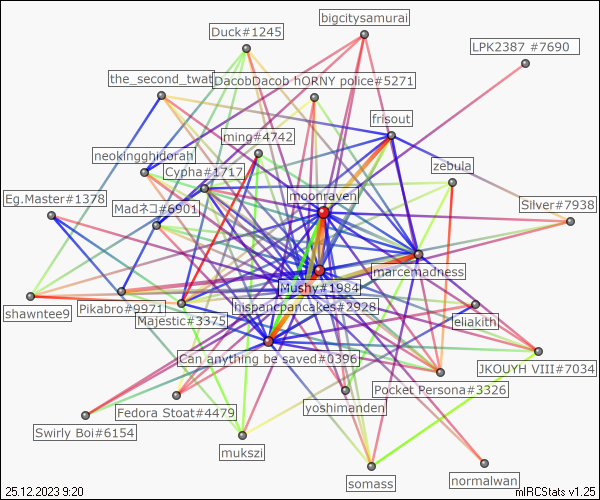 bigcitysamurai
Duck#1245
LPK2387 #7690
the_second_twat
DacobDacob hORNY police#5271
frisout
ming#4742
neokingghidorah
zebula
Cypha#1717
Eg.Master#1378
moonraven
Madネコ#6901
Silver#7938
marcemadness
Mushy#1984
shawntee9
Pikabro#9971
hispancpancakes#2928
Majestic#3375
eliakith
Can anything be saved#0396
JKOUYH VIII#7034
Pocket Persona#3326
Fedora Stoat#4479
yoshimanden
Swirly Boi#6154
mukszi
somass
normalwan
25.12.2023 9:20
mIRCStats v1.25